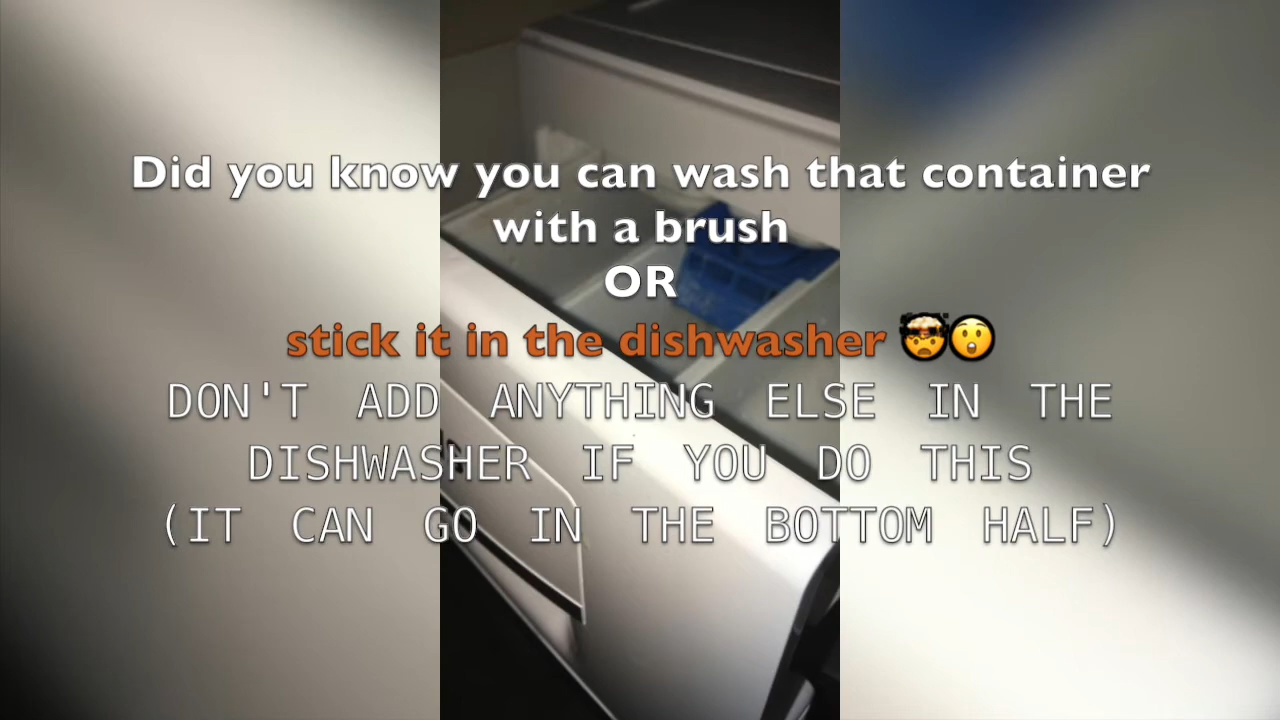 Did you know you can wash that container
with a brush
OR
stick it in the dishwasher 🤯😲
DON'T ADD ANYTHING ELSE IN THE
DISHWASHER IF YOU DO THIS
(IT CAN GO IN THE BOTTOM HALF)